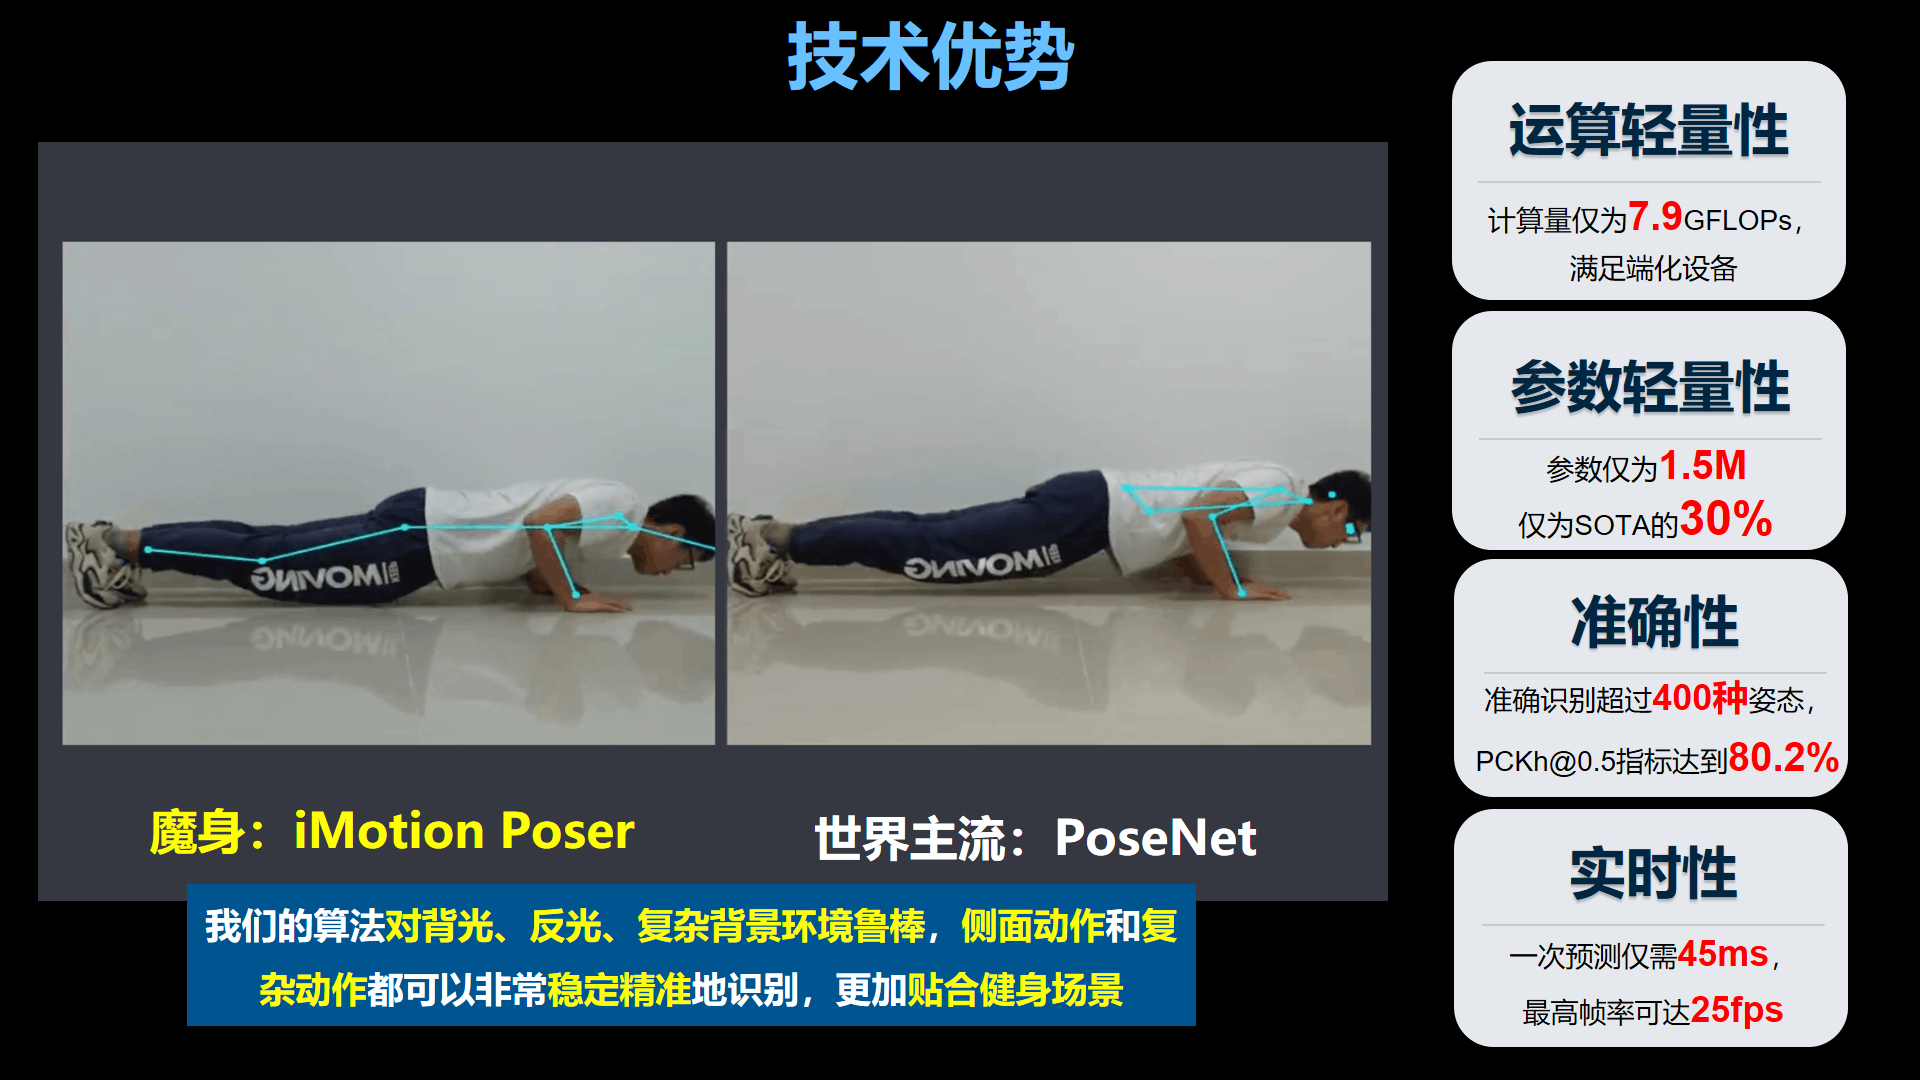 技术优势
MOVING
MOVING
魔身：iMotion Poser
世界主流：PoseNet
我们的算法对背光、反光、复杂背景环境鲁棒，侧面动作和复
杂动作都可以非常稳定精准地识别，更加贴合健身场景
运算轻量性
计算量仅为7.9GFLOPs，
满足端化设备
参数轻量性
参数仅为1.5M
仅为SOTA的30%
准确性
准确识别超过400种姿态，
PCKh@0.5指标达到80.2%
实时性
一次预测仅需45ms，
最高帧率可达25fps